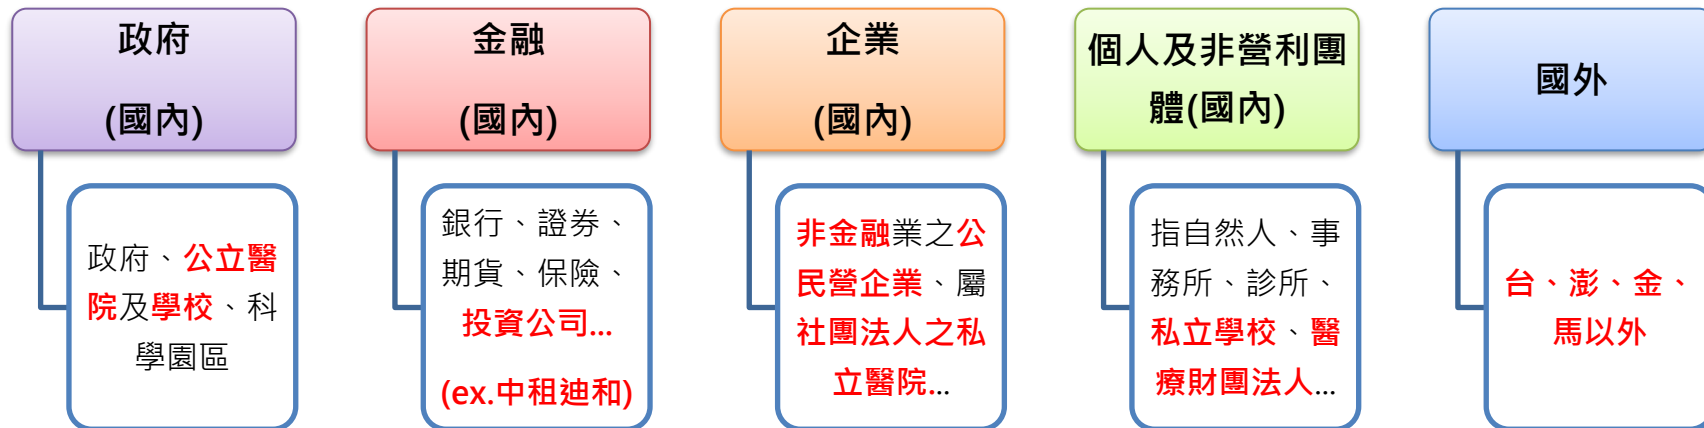 政府
(國內)
政府、公立醫
院及學校、科
學園區
金融
(國內)
銀行、證券、
期貨、保險、
投資公司...
(ex.中租迪和)
企業
(國內)
非金融業之公
民營企業、屬
社團法人之私
立醫院...
個人及非營利團
體(國內)
指自然人、事
務所、診所、
私立學校、醫
療財團法人...
國外
台、澎、金、
馬以外